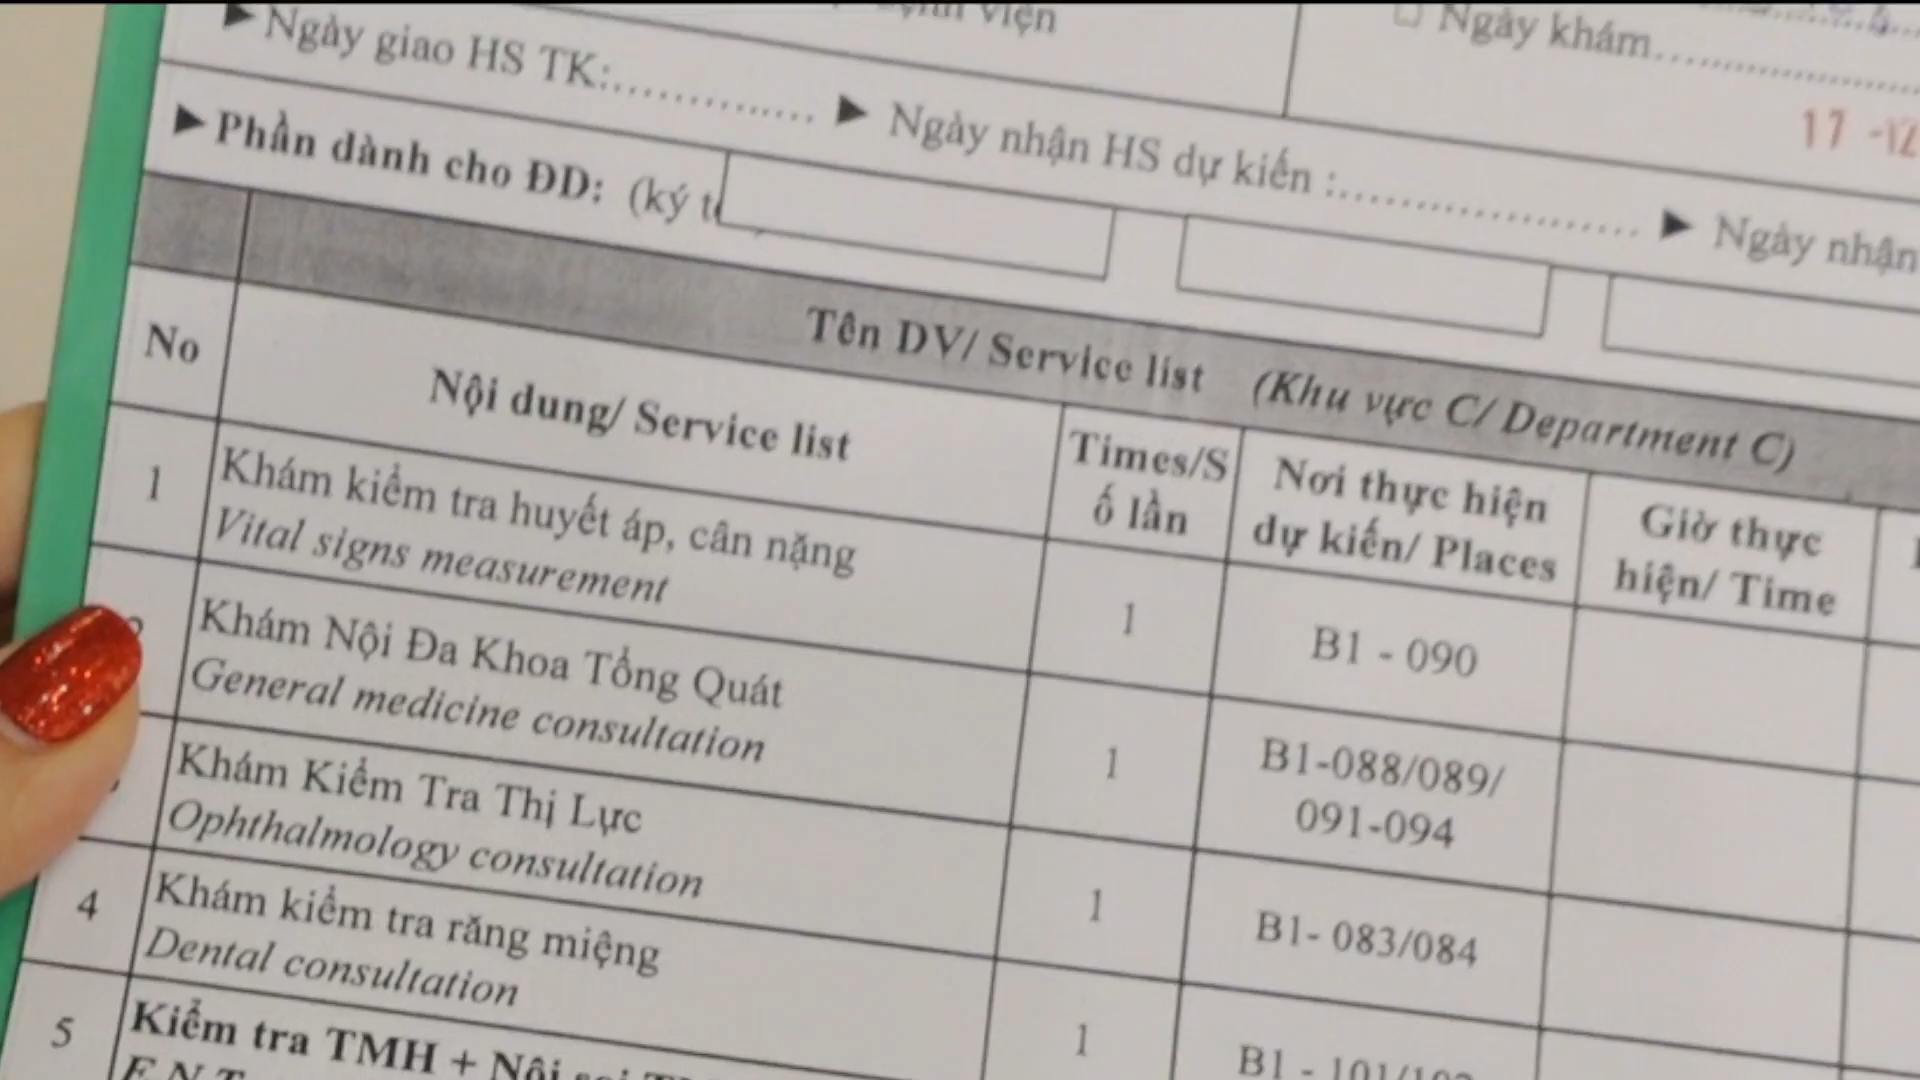 viện
Ngày khám
Ngày giao HS TK:
Ngày nhận HS dự kiến :
Ngày nhận
17 -12
Phần dành cho ĐD: (ký
Tên DV/ Service list (Khu vực C/ Department C)
No
Nội dung/ Service list
Times/S
ố lần
Nơi thực hiện
dự kiến/ Places
Giờ thực
hiện/ Time
1
Khám kiểm tra huyết áp, cân nặng
Vital signs measurement
1
B1 - 090
Khám Nội Đa Khoa Tổng Quát
General medicine consultation
1
B1-088/089/
091-094
Khám Kiểm Tra Thị Lực
Ophthalmology consultation
1
B1- 083/084
4
Khám kiểm tra răng miệng
Dental consultation
1
B1 - 101/102
5
Kiểm tra TMH + Nội soi
E.N.T